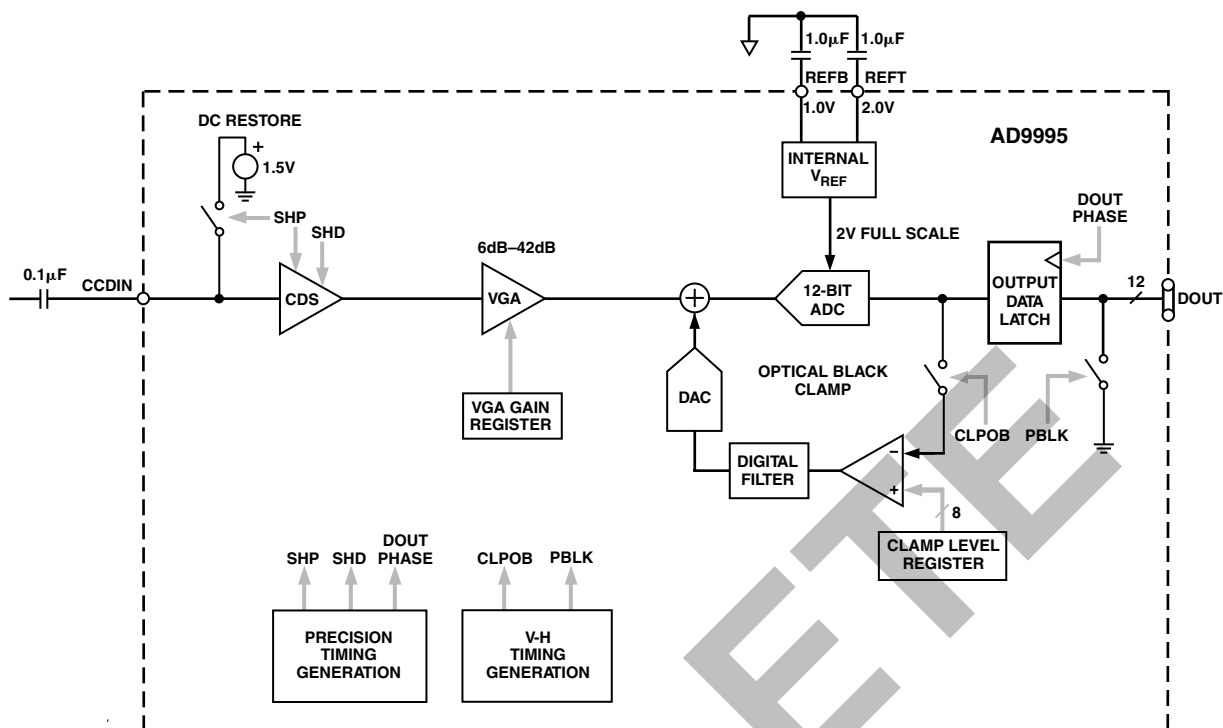 1.0µF 1.0µF
REFB REFT
1.0V 2.0V
DC RESTORE
+
1.5V
AD9995
INTERNAL
VREF
DOUT
PHASE
SHP
SHD
2V FULL SCALE
6dB–42dB
0.1µF
CCDIN
CDS
VGA
+
12-BIT
ADC
OUTPUT
DATA
LATCH
12
DOUT
OPTICAL BLACK
CLAMP
DAC
VGA GAIN
REGISTER
CLPOB PBLK
DIGITAL
FILTER
–
+
8
CLAMP LEVEL
REGISTER
SHP SHD DOUT
PHASE
CLPOB PBLK
PRECISION
TIMING
GENERATION
V-H
TIMING
GENERATION
ETE